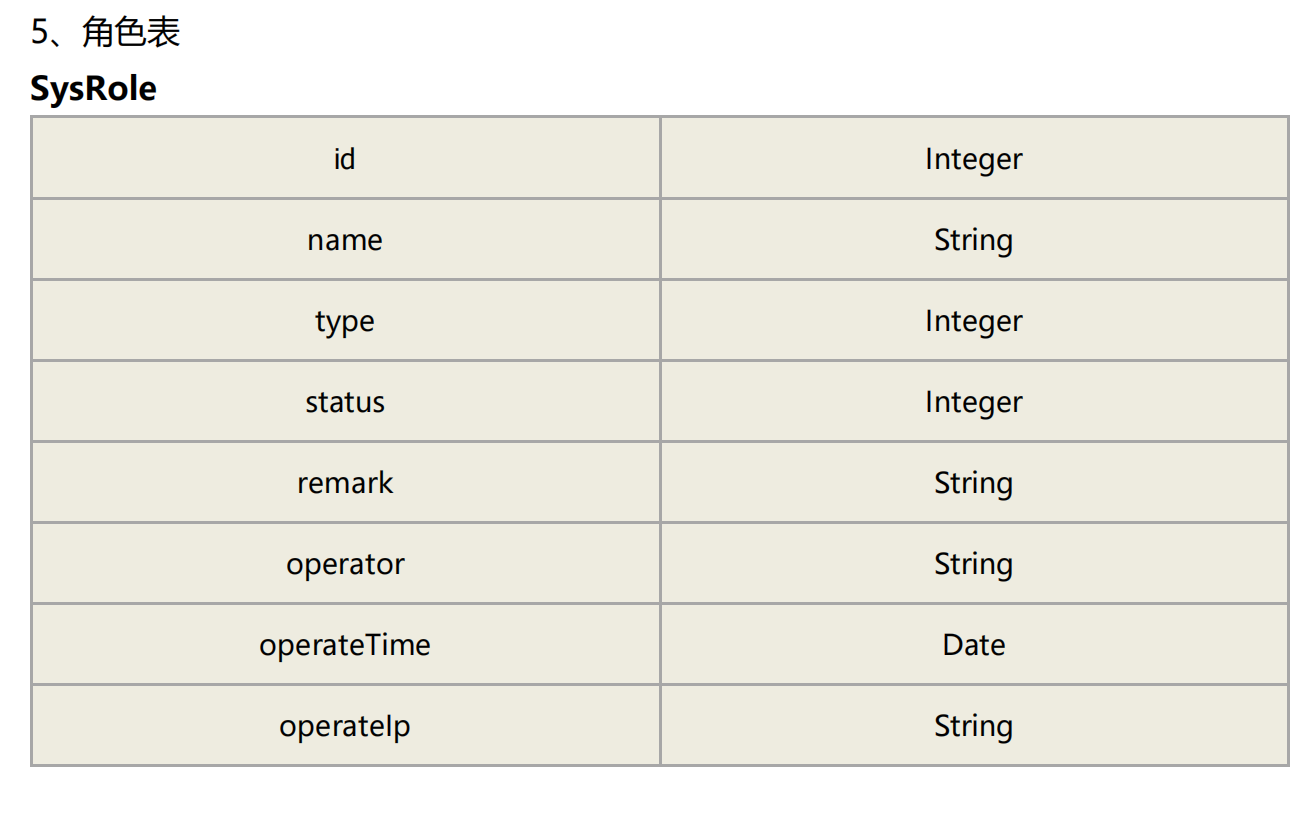 5、角色表
SysRole
id Integer
name String
type Integer
status Integer
remark String
operator String
operateTime Date
operateIp String